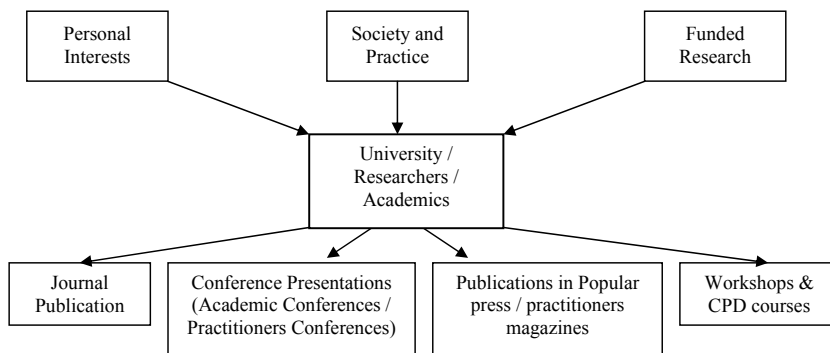 Personal
Interests
Society and
Practice
Funded
Research
University /
Researchers /
Academics
Journal
Publication
Conference Presentations
(Academic Conferences /
Practitioners Conferences)
Publications in Popular
press / practitioners
magazines
Workshops &
CPD courses